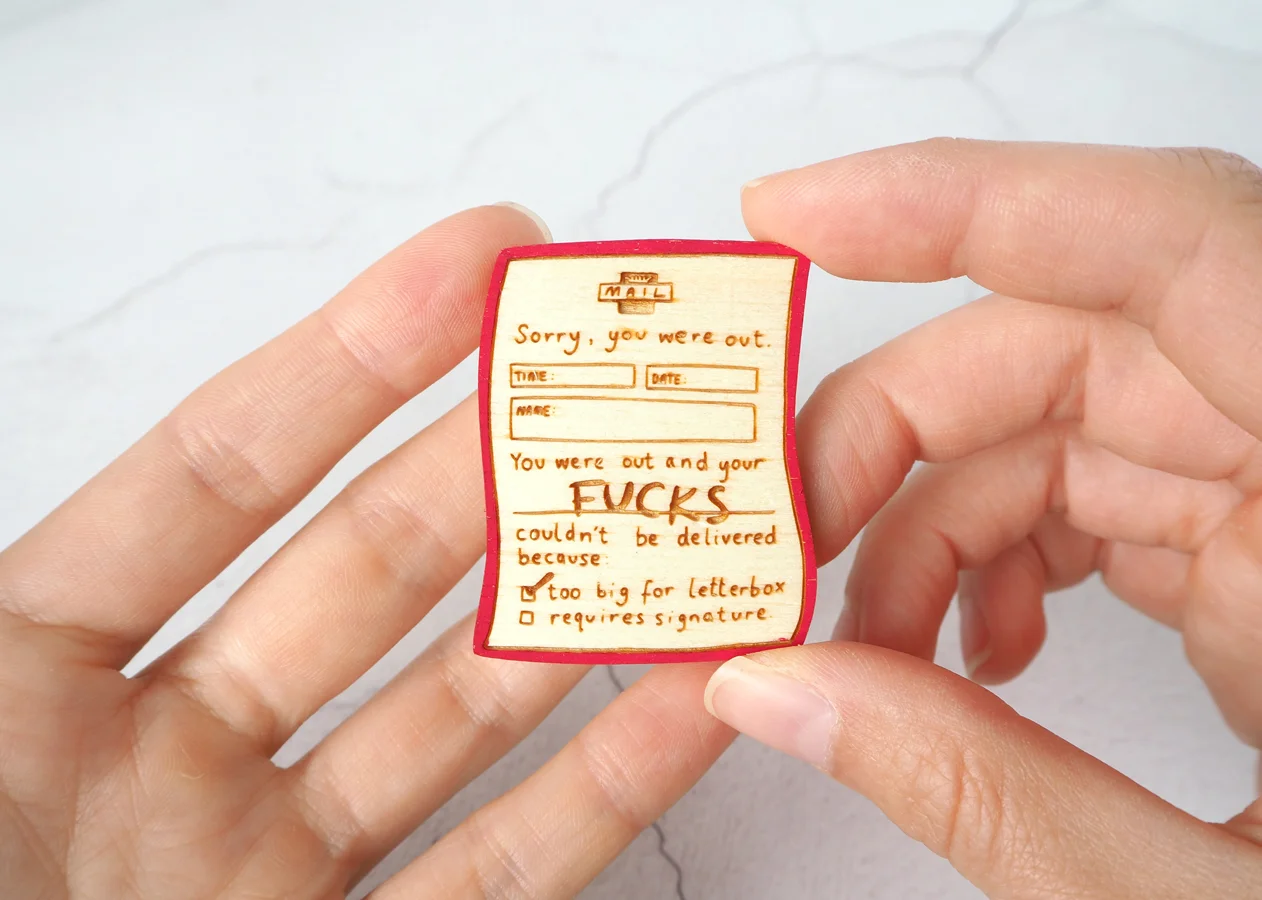 MAIL
Sorry, you were out.
TIME: DATE:
NAME:
You were out and your
FUCKS
couldn't be delivered
because:
too big for letterbox
requires signature.